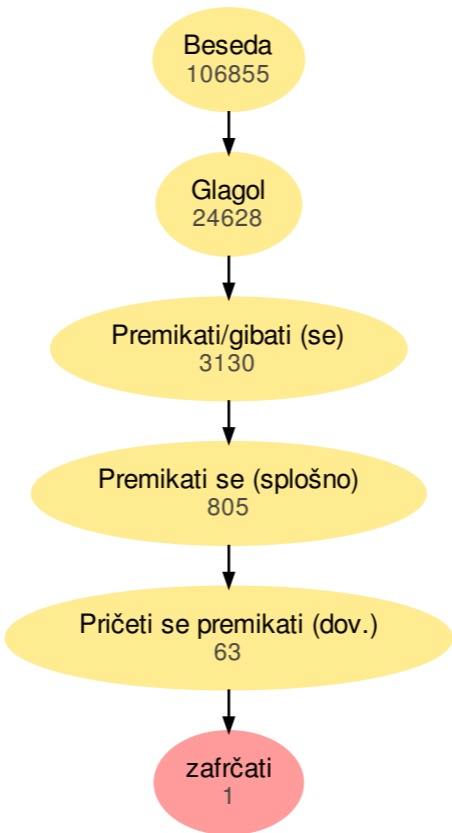 Beseda
106855
Glagol
24628
Premikati/gibati (se)
3130
Premikati se (splošno)
805
Pričeti se premikati (dov.)
63
zafrčati
1